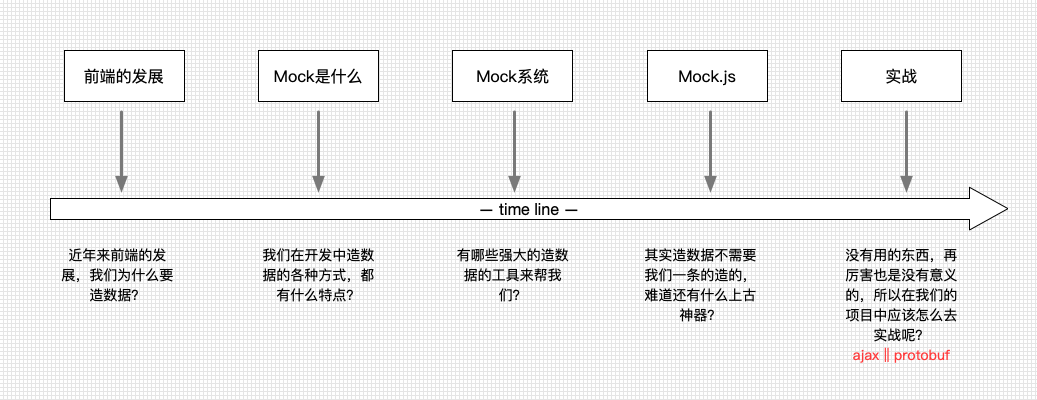 前端的发展
Mock是什么
Mock系统
Mock.js
实战
— time line —
近年来前端的发
展，我们为什么要
造数据？
我们在开发中造数
据的各种方式，都
有什么特点？
有哪些强大的造数
据的工具来帮我
们？
其实造数据不需要
我们一条的造的，
难道还有什么上古
神器？
没有用的东西，再
厉害也是没有意义
的，所以在我们的
项目中应该怎么去
实战呢？
ajax || protobuf